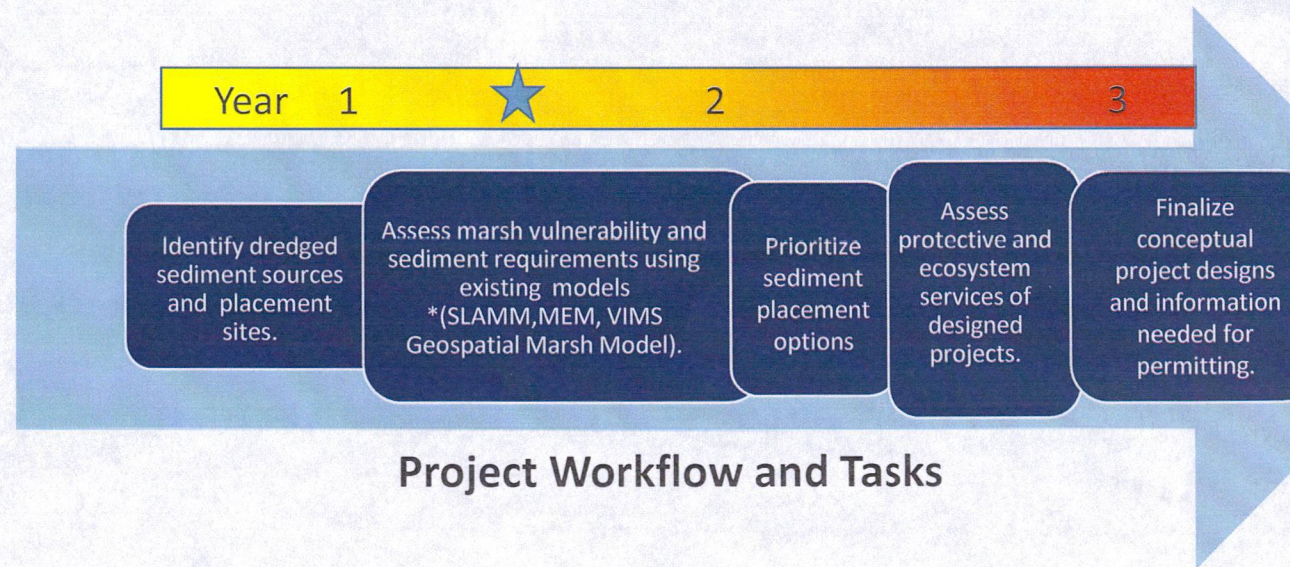 Year 1 2 3
Identify dredged
sediment sources
and placement
sites.
Assess marsh vulnerability and
sediment requirements using
existing models
*(SLAMM,MEM, VIMS
Geospatial Marsh Model).
Prioritize
sediment
placement
options
Assess
protective and
ecosystem
services of
designed
projects.
Finalize
conceptual
project designs
and information
needed for
permitting.
Project Workflow and Tasks